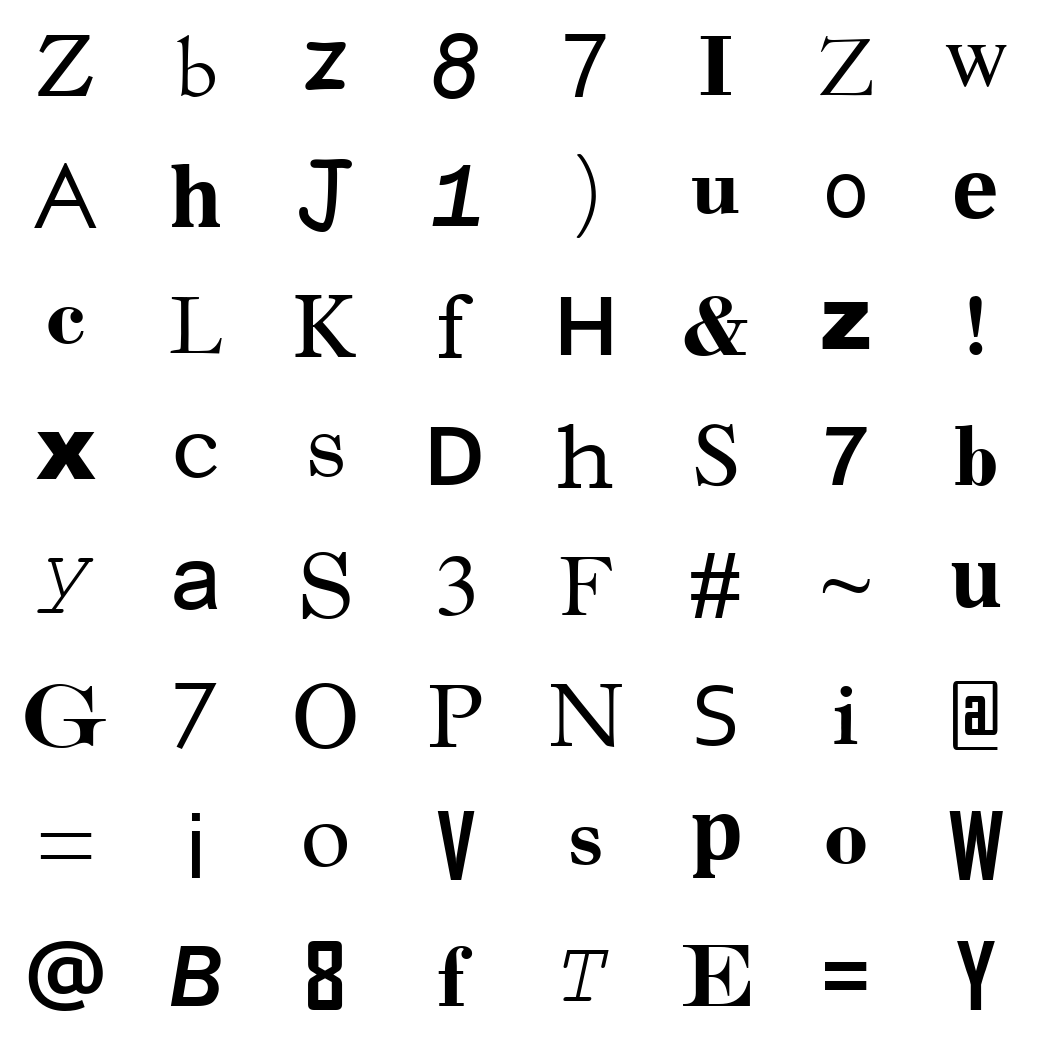 Z b z 8 7 I Z w
A h J 1 ) u o e
c L K f H & z !
x c s D h S 7 b
y a S 3 F # ~ u
G 7 O P N S i @
= i o V s p o W
@ B 8 f T E = Y